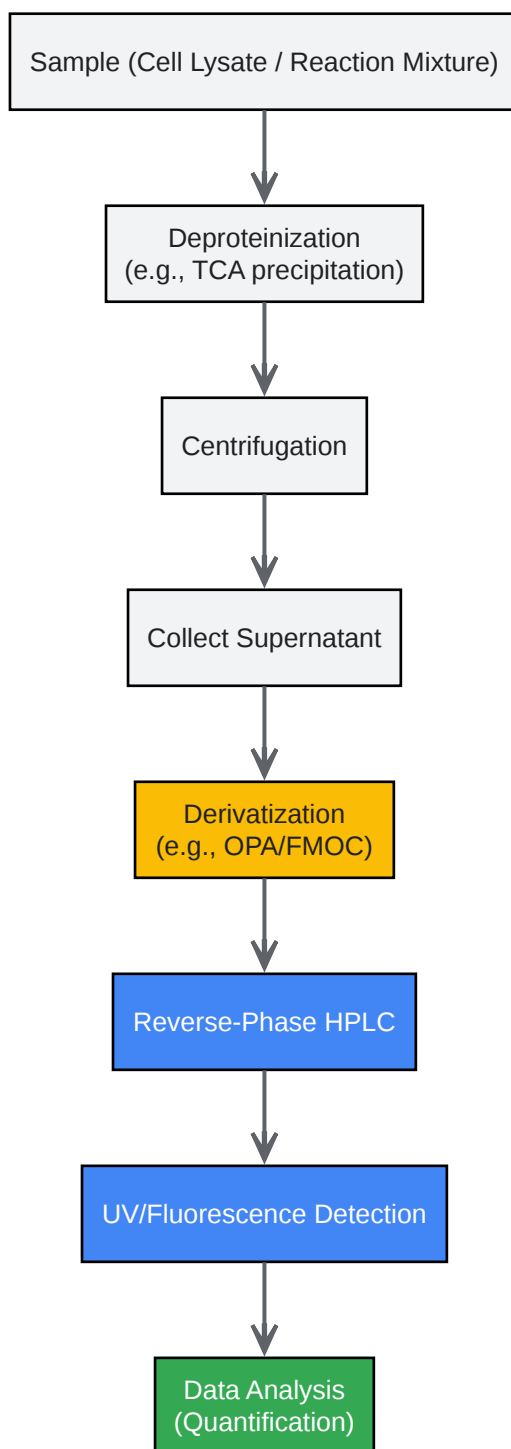 Sample (Cell Lysate / Reaction Mixture)
Deproteinization
(e.g., TCA precipitation)
Centrifugation
Collect Supernatant
Derivatization
(e.g., OPA/FMOC)
Reverse-Phase HPLC
UV/Fluorescence Detection
Data Analysis
(Quantification)